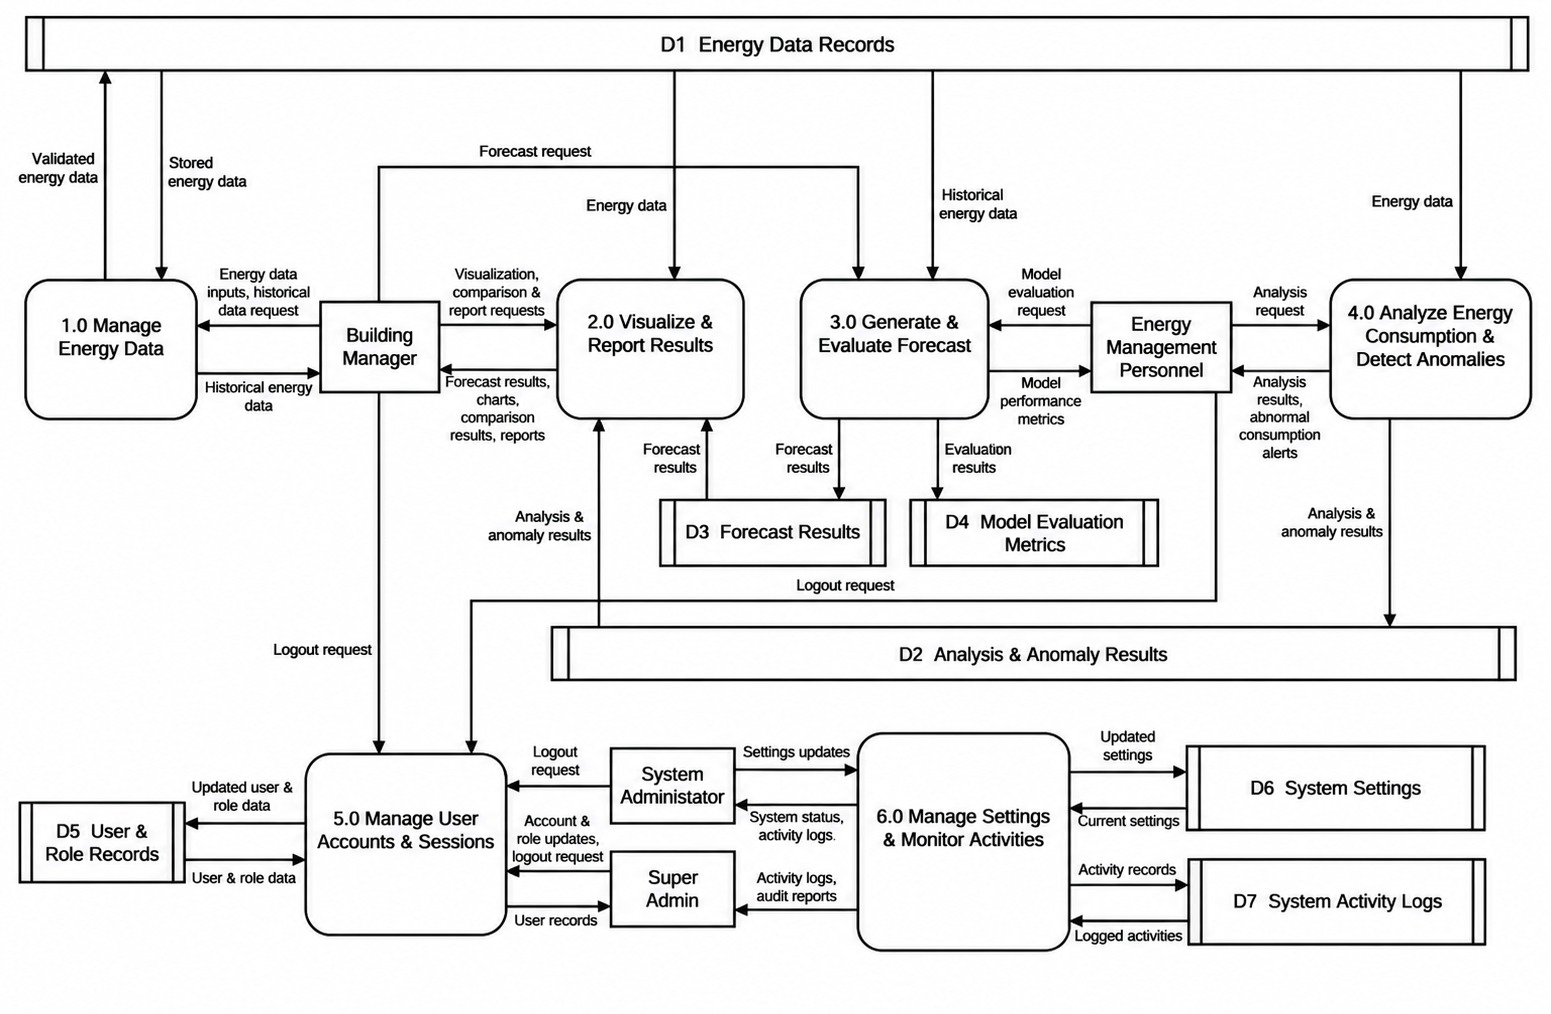 D1 Energy Data Records
Validated
energy data
Stored
energy data
Forecast request
Energy data
Historical
energy data
Energy data
1.0 Manage
Energy Data
Energy data
inputs, historical
data request
Historical energy
data
Building
Manager
Visualization,
comparison &
report requests
Forecast results,
charts,
comparison
results, reports
2.0 Visualize &
Report Results
3.0 Generate &
Evaluate Forecast
Model
evaluation
request
Model
performance
metrics
Energy
Management
Personnel
Analysis
request
Analysis
results,
abnormal
consumption
alerts
4.0 Analyze Energy
Consumption &
Detect Anomalies
Forecast
results
Forecast
results
Evaluation
results
Analysis &
anomaly results
D3 Forecast Results
D4 Model Evaluation
Metrics
Analysis &
anomaly results
Logout request
Logout request
D2 Analysis & Anomaly Results
Updated user &
role data
D5 User &
Role Records
User & role data
5.0 Manage User
Accounts & Sessions
Logout
request
Account &
role updates,
logout request
User records
System
Administator
Super
Admin
Settings updates
System status,
activity logs.
Activity logs,
audit reports
6.0 Manage Settings
& Monitor Activities
Updated
settings
Current settings
Activity records
Logged activities
D6 System Settings
D7 System Activity Logs